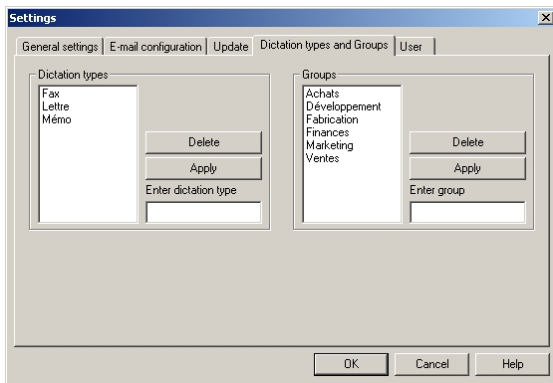 Settings
General settings
E-mail configuration
Update
Dictation types and Groups
User
Dictation types
Fax
Lettre
Mémo
Delete
Apply
Enter dictation type
Groups
Achats
Développement
Fabrication
Finances
Marketing
Ventes
Delete
Apply
Enter group
OK
Cancel
Help